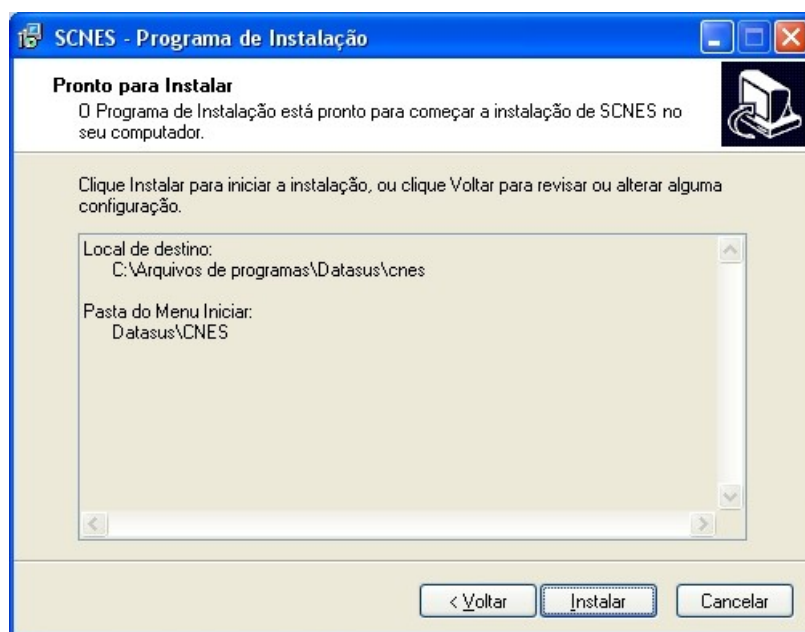 SCNES - Programa de Instalação
Pronto para Instalar
O Programa de Instalação está pronto para começar a instalação de SCNES no
seu computador.
Clique Instalar para iniciar a instalação, ou clique Voltar para revisar ou alterar alguma
configuração.
Local de destino:
C:\Arquivos de programas\Datasus\cnes
Pasta do Menu Iniciar:
Datasus\CNES
< Voltar
Instalar
Cancelar